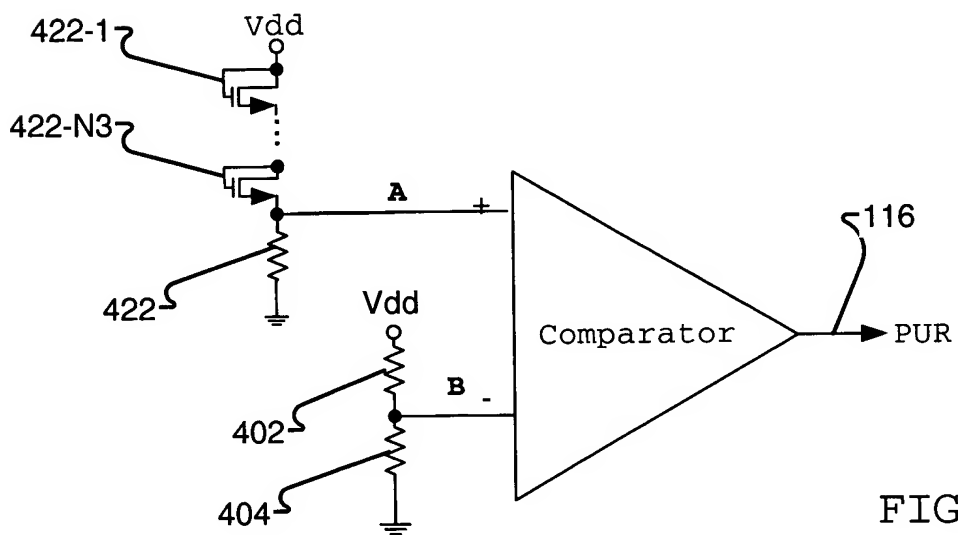 422-1
Vdd
422-N3
A
+
116
422
Vdd
Comparator
PUR
B
-
402
404
FIG